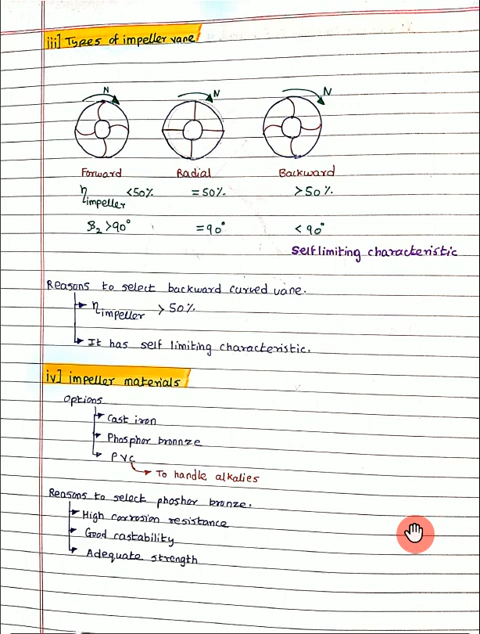 iii] Types of impeller vane
N N N
Forward Radial Backward
η impeller <50% =50% >50%
β₂ >90° =90° <90°
Self limiting characteristic
Reasons to select backward curved vane.
η impeller > 50%
It has self limiting characteristic.
iv] impeller materials
Options
Cast iron
Phosphor bronnze
PVC
To handle alkalies
Reasons to select phosher bronze.
High corrosion resistance
Good castability
Adequate strength